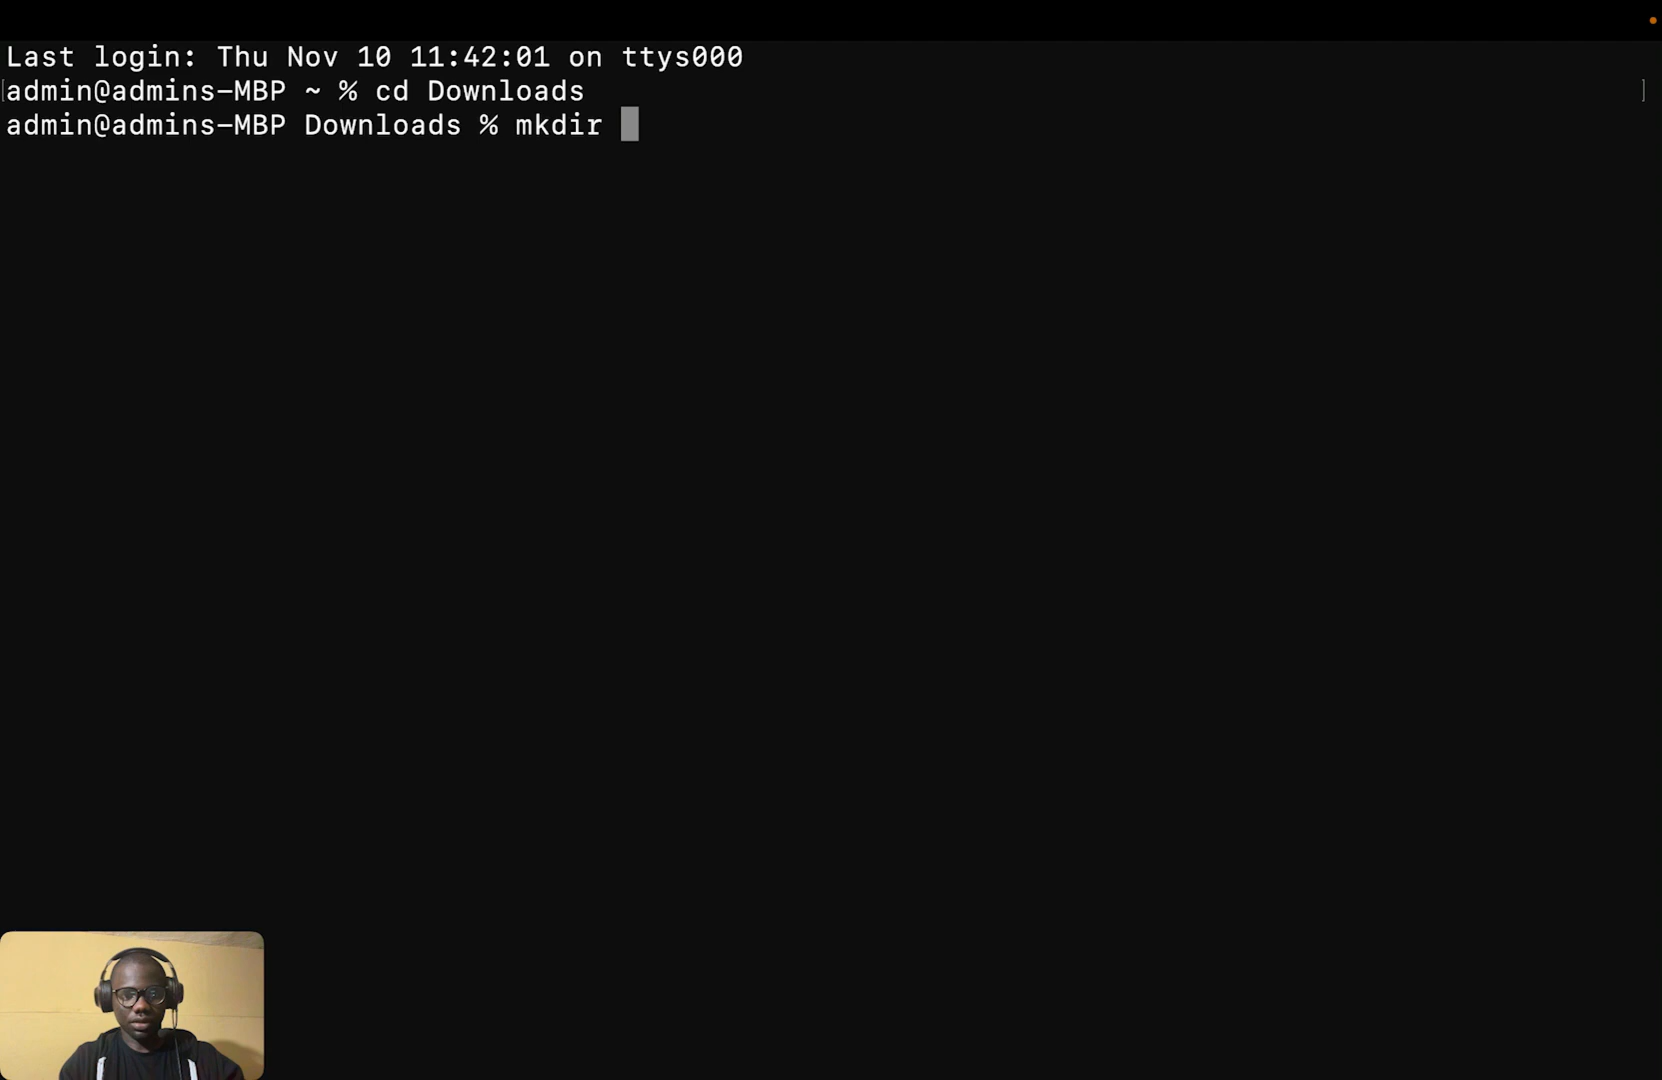 Last login: Thu Nov 10 11:42:01 on ttys000
[admin@admins-MBP ~ % cd Downloads ]
admin@admins-MBP Downloads % mkdir